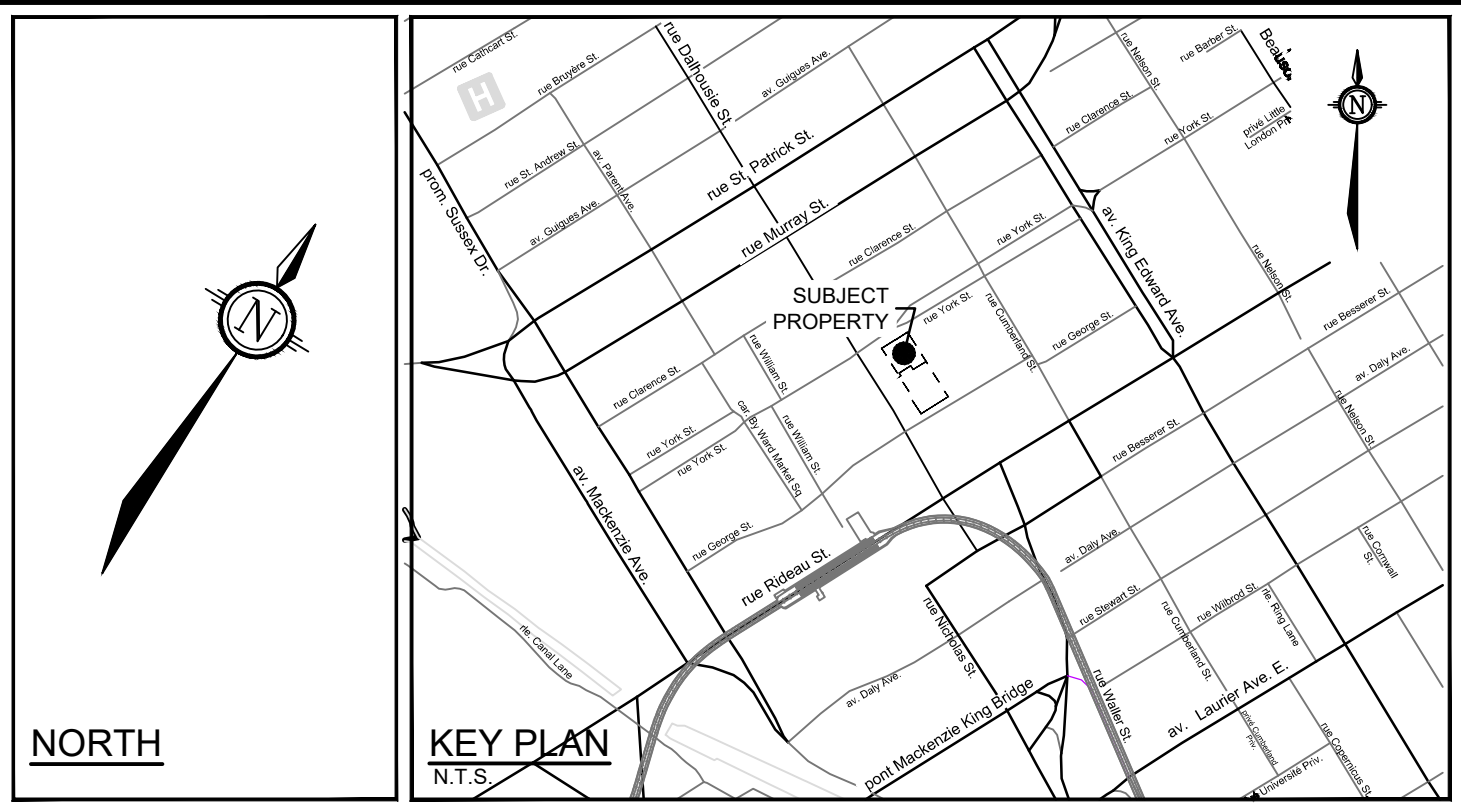 N
NORTH
rue Cathcart St.
rue Bruyère St.
H
rue Dalhousie St.
av. Guigues Ave.
rue Nelson St.
rue Barber St.
rue Clarence St.
rue York St.
privé Little
London Pr
N
rue St. Andrew St.
av. Parent Ave.
rue St. Patrick St.
prom. Sussex Dr.
av. Guigues Ave.
rue Murray St.
rue Clarence St.
rue York St.
av. King Edward Ave.
rue Nelson St.
SUBJECT
PROPERTY
rue York St.
rue Cumberland St.
rue George St.
rue Besserer St.
av. Daly Ave.
rue William St.
rue Clarence St.
rue York St.
rue York St.
car. By Ward Market Sq
rue William St.
rue Nelson St.
rue Besserer St.
av. Mackenzie Ave.
rue George St.
rue Rideau St.
av. Daly Ave.
rue Cornwall
St.
rle. Canal Lane
rue Nicholas St.
rue Stewart St.
rue Wilbrod St.
rle. Ring Lane
rue Cumberland St.
av. Daly Ave.
pont Mackenzie King Bridge
rue Waller St.
av. Laurier Ave. E.
privé Cumberland
Priv.
rue Copernicus St.
Université Priv.
KEY PLAN
N.T.S.